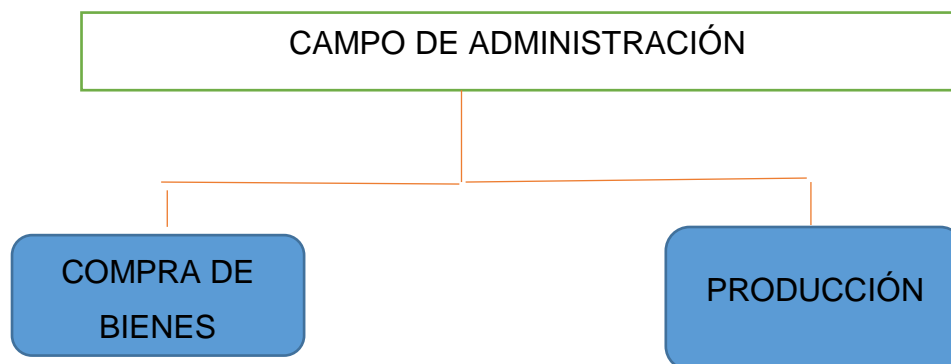 CAMPO DE ADMINISTRACIÓN
COMPRA DE
BIENES
PRODUCCIÓN